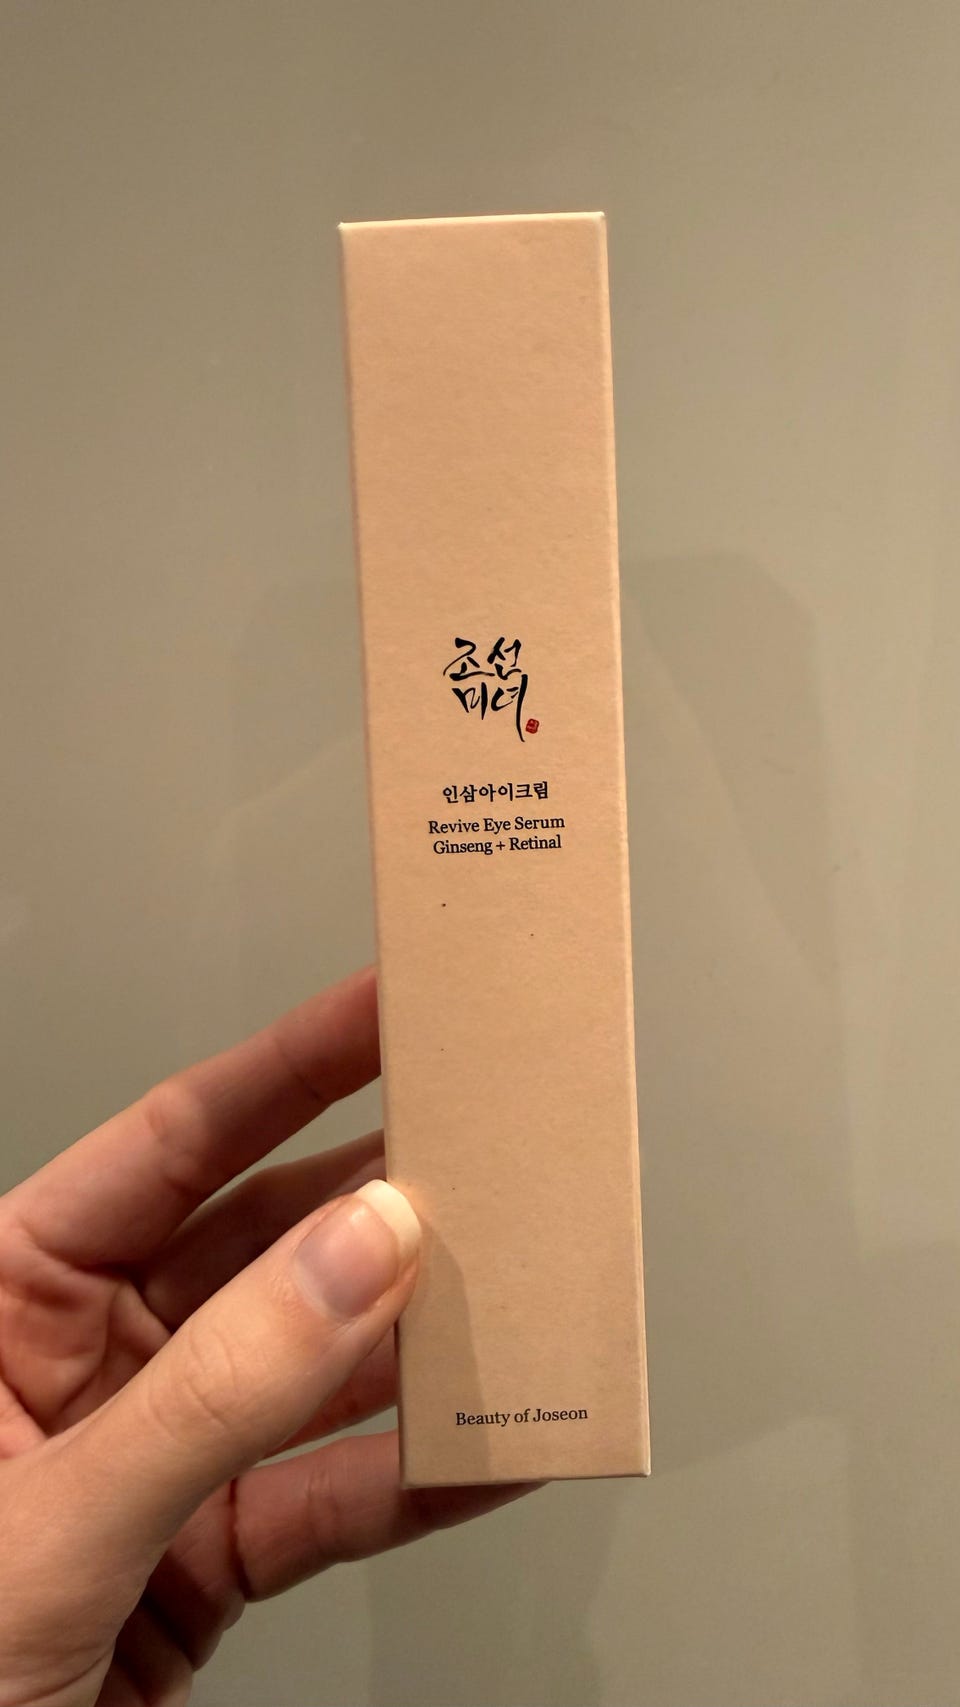 조선
미녀
인삼아이크림
Revive Eye Serum
Ginseng + Retinal
Beauty of Joseon